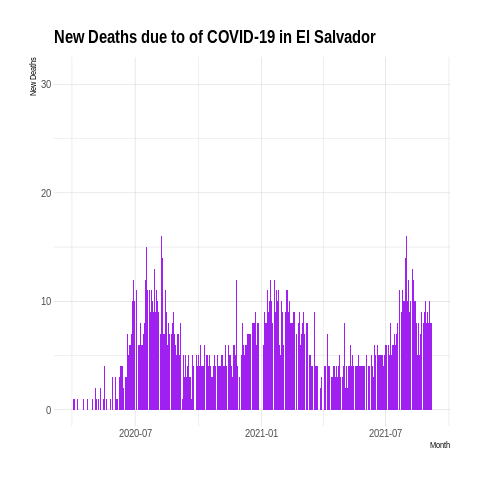 New Deaths due to of COVID-19 in El Salvador
New Deaths
30
20
10
0
2020-07
2021-01
2021-07
Month